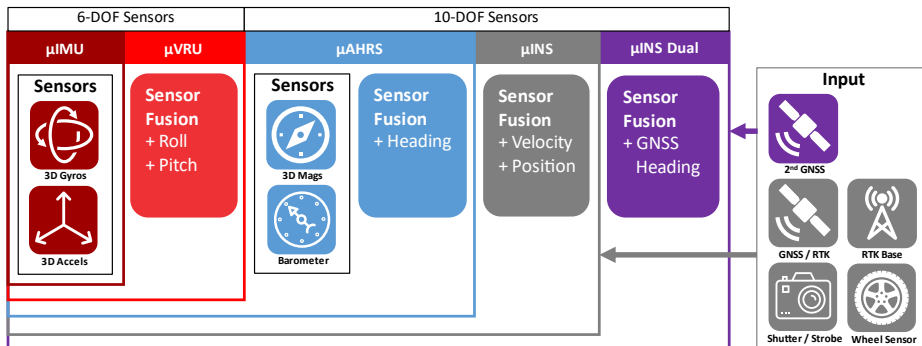 6-DOF Sensors
10-DOF Sensors
µIMU
µVRU
µAHRS
µINS
µINS Dual
Sensors
3D Gyros
3D Accels
Sensor
Fusion
+ Roll
+ Pitch
Sensors
3D Mags
Barometer
Sensor
Fusion
+ Heading
Sensor
Fusion
+ Velocity
+ Position
Sensor
Fusion
+ GNSS
Heading
Input
2nd GNSS
GNSS / RTK
RTK Base
Shutter / Strobe
Wheel Sensor